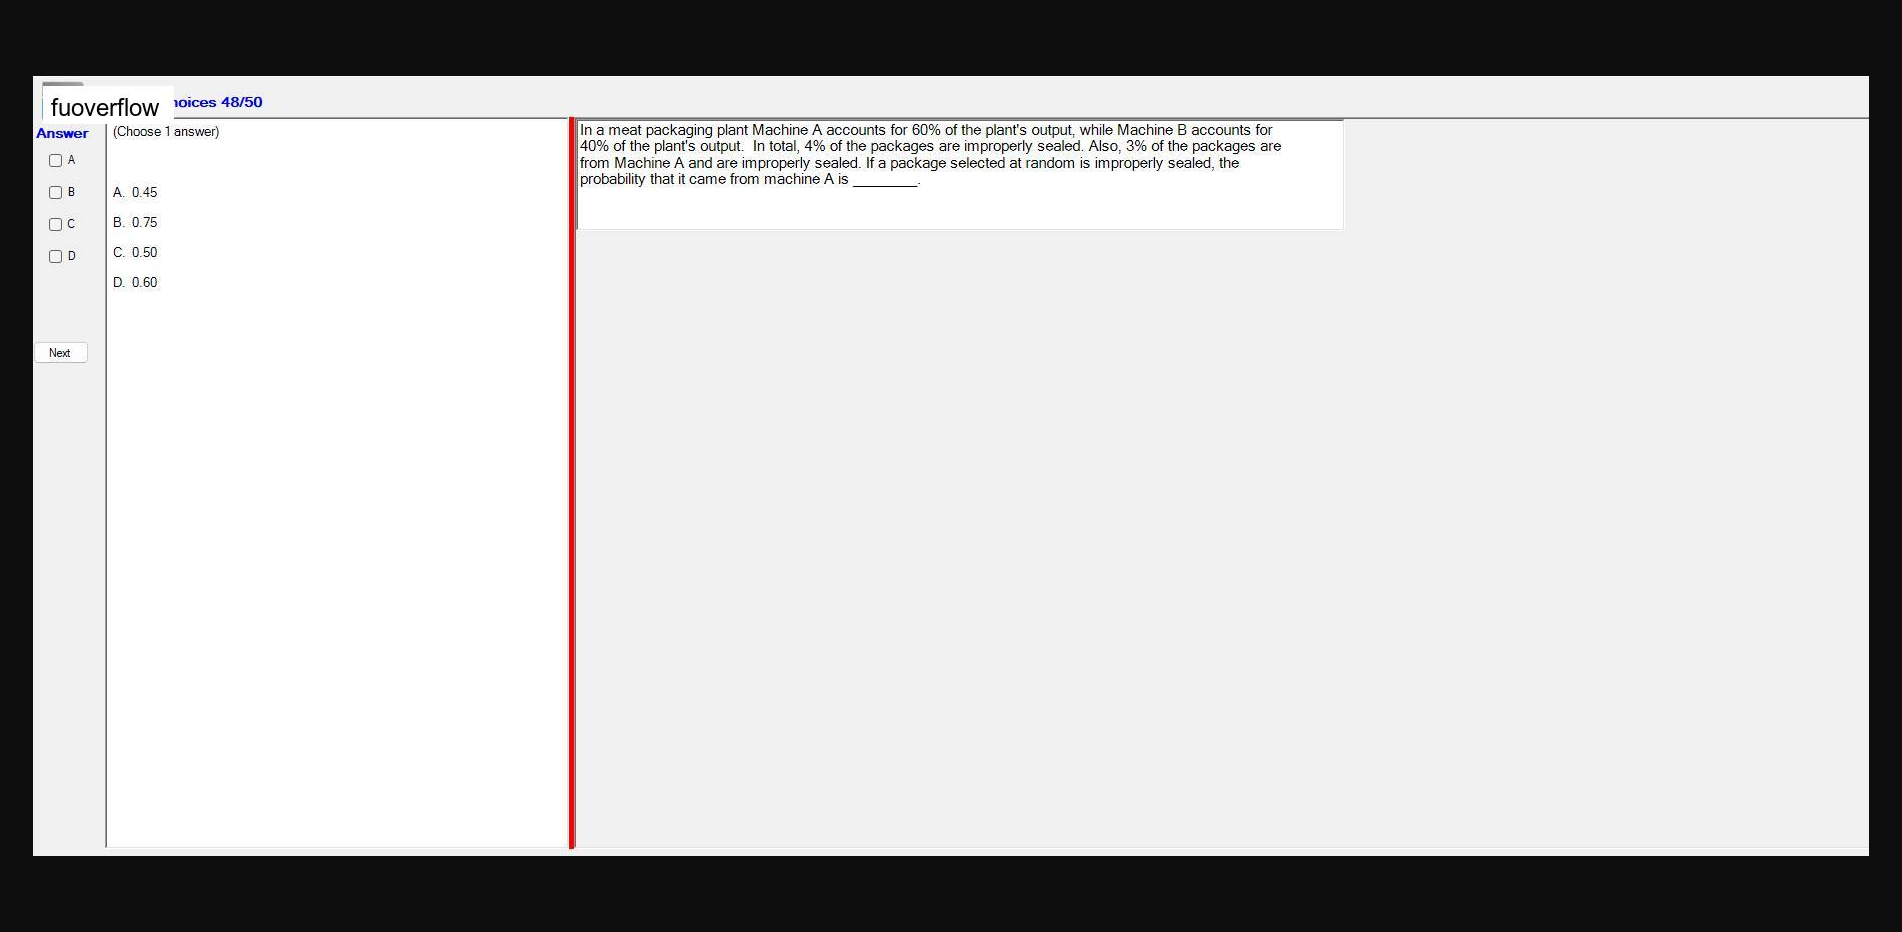 fuoverflow
hoices 48/50
Answer
(Choose 1 answer)
A
B
C
D
A. 0.45
B. 0.75
C. 0.50
D. 0.60
Next
In a meat packaging plant Machine A accounts for 60% of the plant's output, while Machine B accounts for
40% of the plant's output.  In total, 4% of the packages are improperly sealed. Also, 3% of the packages are
from Machine A and are improperly sealed. If a package selected at random is improperly sealed, the
probability that it came from machine A is ________.